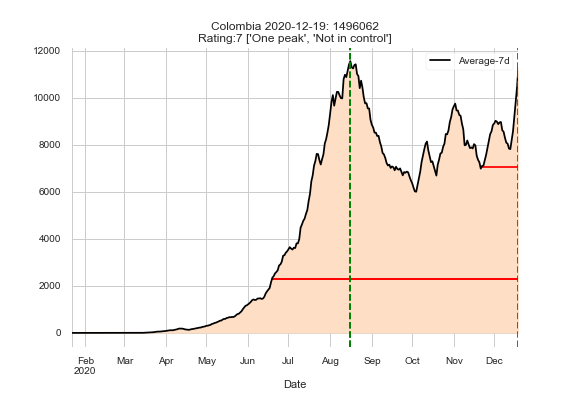 Colombia 2020-12-19: 1496062
Rating:7 ['One peak', 'Not in control']
Average-7d
12000
10000
8000
6000
4000
2000
0
Feb Mar Apr May Jun Jul Aug Sep Oct Nov Dec
2020
Date